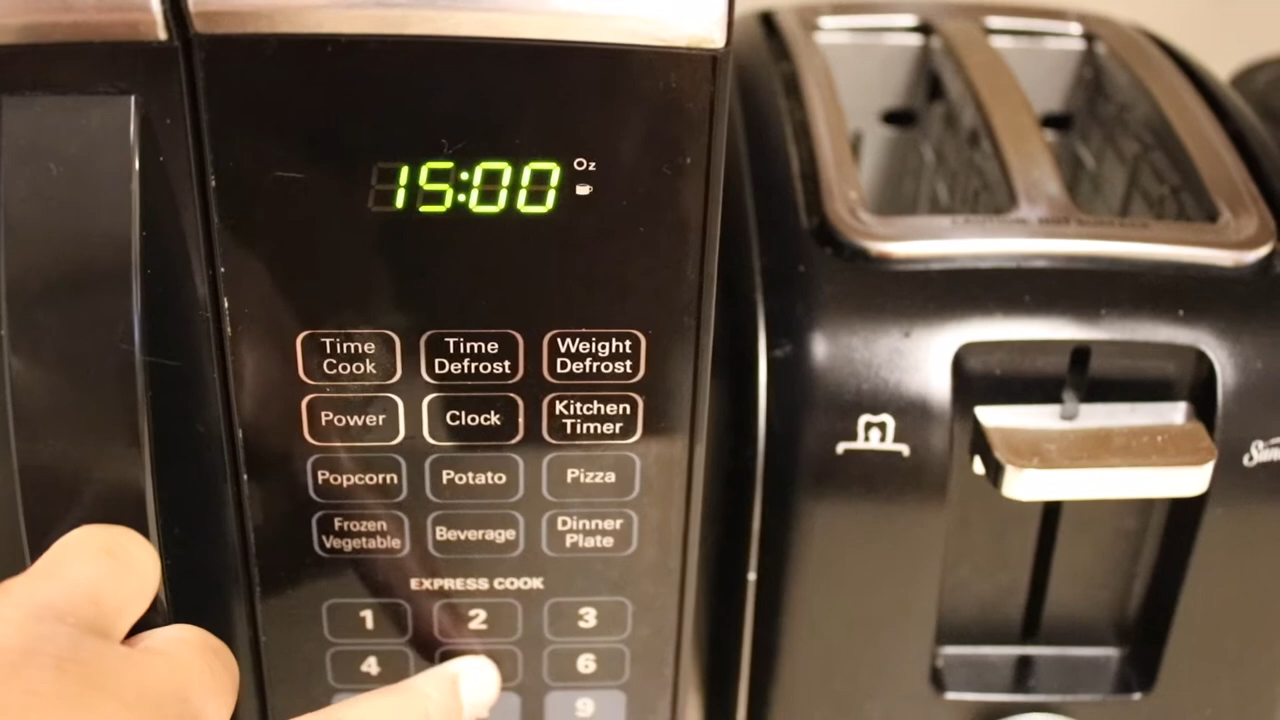 15:00
Oz
Time
Cook
Time
Defrost
Weight
Defrost
Power
Clock
Kitchen
Timer
Popcorn
Potato
Pizza
Frozen
Vegetable
Beverage
Dinner
Plate
EXPRESS COOK
1
2
3
4
6
9